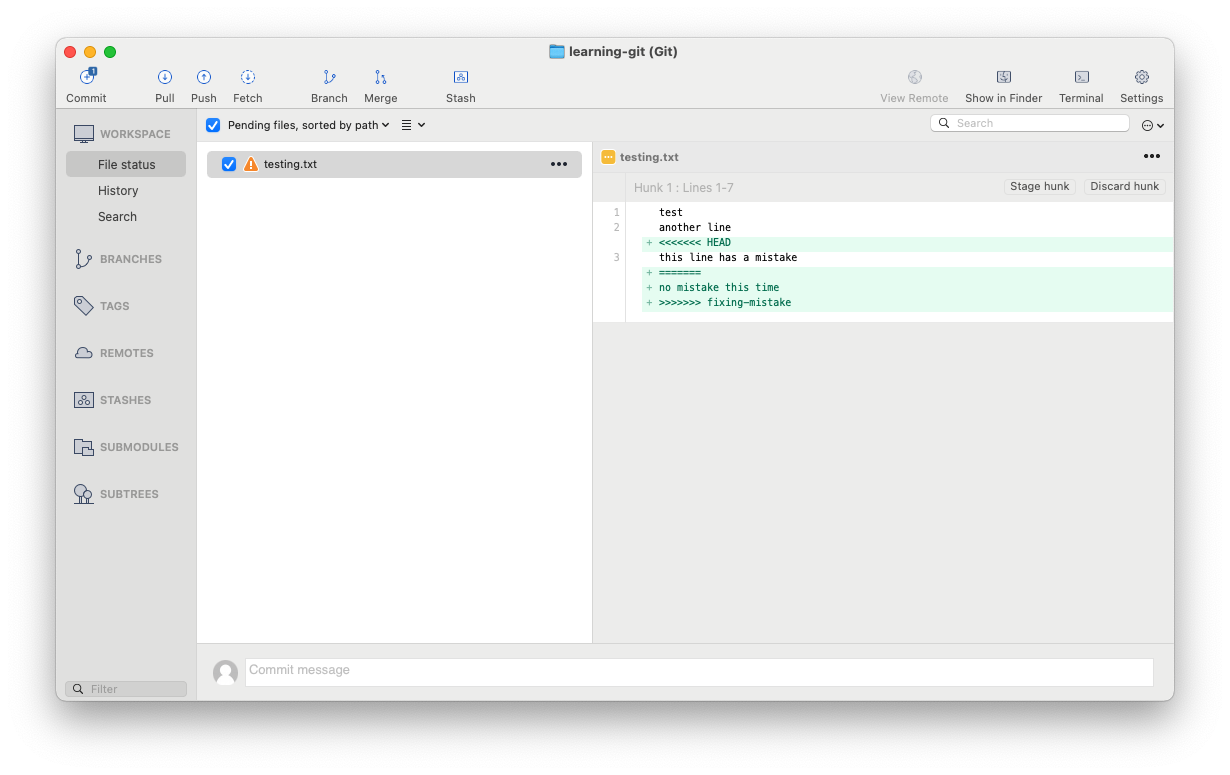 learning-git (Git)
1
Commit
Pull
Push
Fetch
Branch
Merge
Stash
View Remote
Show in Finder
Terminal
Settings
WORKSPACE
File status
History
Search
BRANCHES
TAGS
REMOTES
STASHES
SUBMODULES
SUBTREES
Filter
Pending files, sorted by path
Search
testing.txt
testing.txt
Hunk 1 : Lines 1-7
Stage hunk
Discard hunk
1 test
2 another line
+ <<<<<<< HEAD
3 this line has a mistake
+ =======
+ no mistake this time
+ >>>>>>> fixing-mistake
Commit message